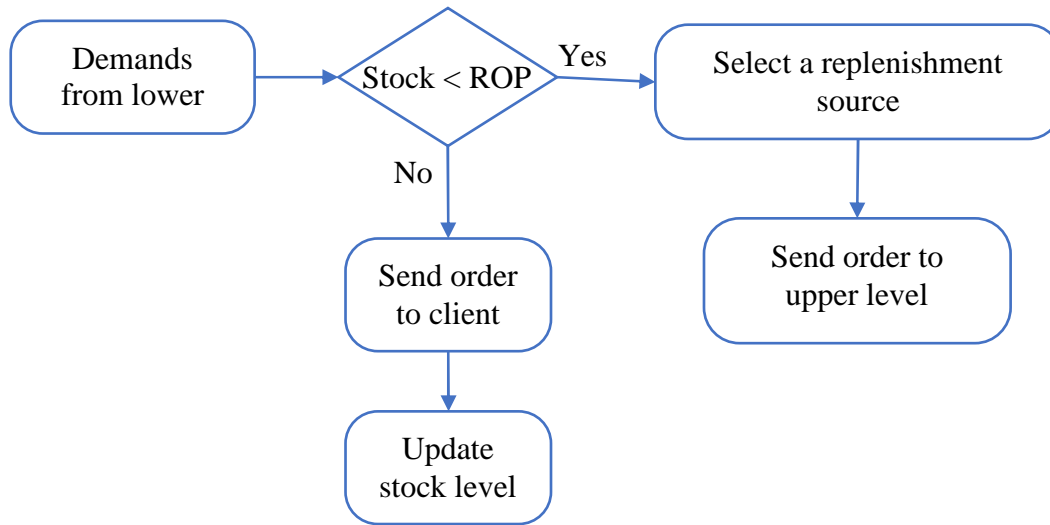 Demands
from lower
Stock < ROP
Yes
Select a replenishment
source
No
Send order
to client
Send order to
upper level
Update
stock level